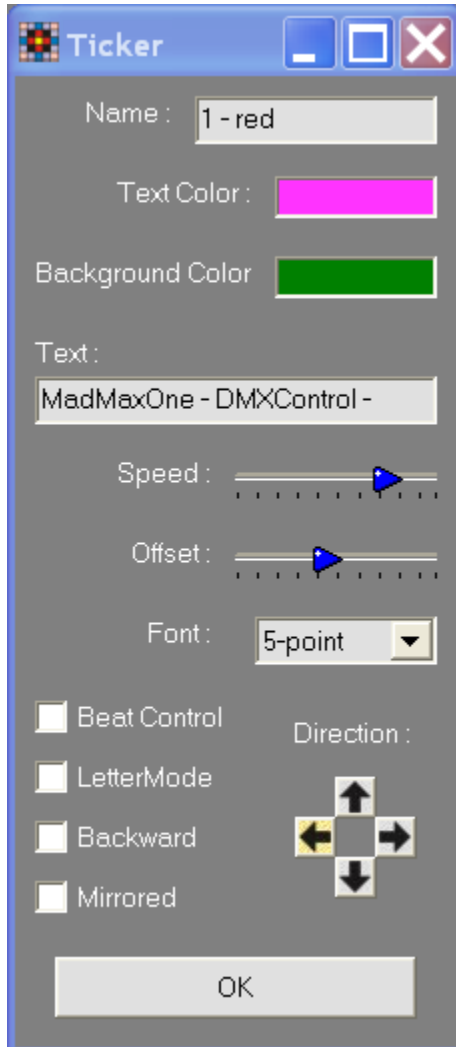 Ticker
Name : 1 - red
Text Color :
Background Color
Text :
MadMaxOne - DMXControl -
Speed :
Offset :
Font : 5-point
Beat Control
Direction :
LetterMode
Backward
Mirrored
OK